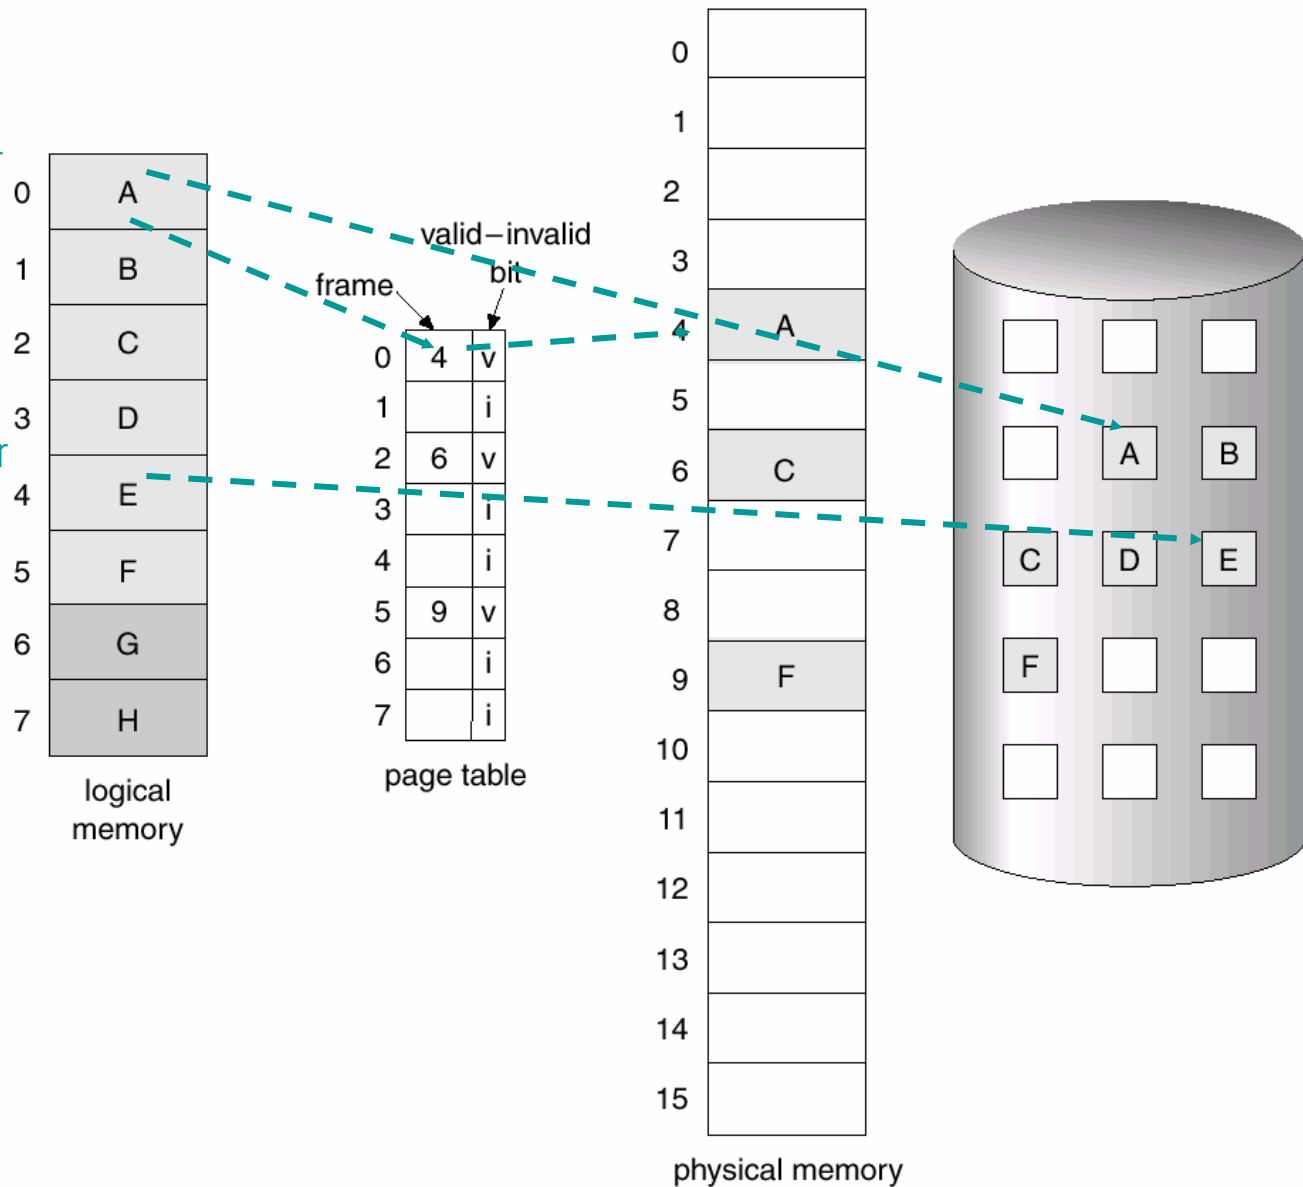 0 A
1 B
2 C
3 D
r
4 E
5 F
6 G
7 H
logical
memory
valid–invalid
bit
frame
0 4 v
1 i
2 6 v
3 i
4 i
5 9 v
6 i
7 i
page table
0
1
2
3
4 A
5
6 C
7
8
9 F
10
11
12
13
14
15
physical memory
A B
C D E
F